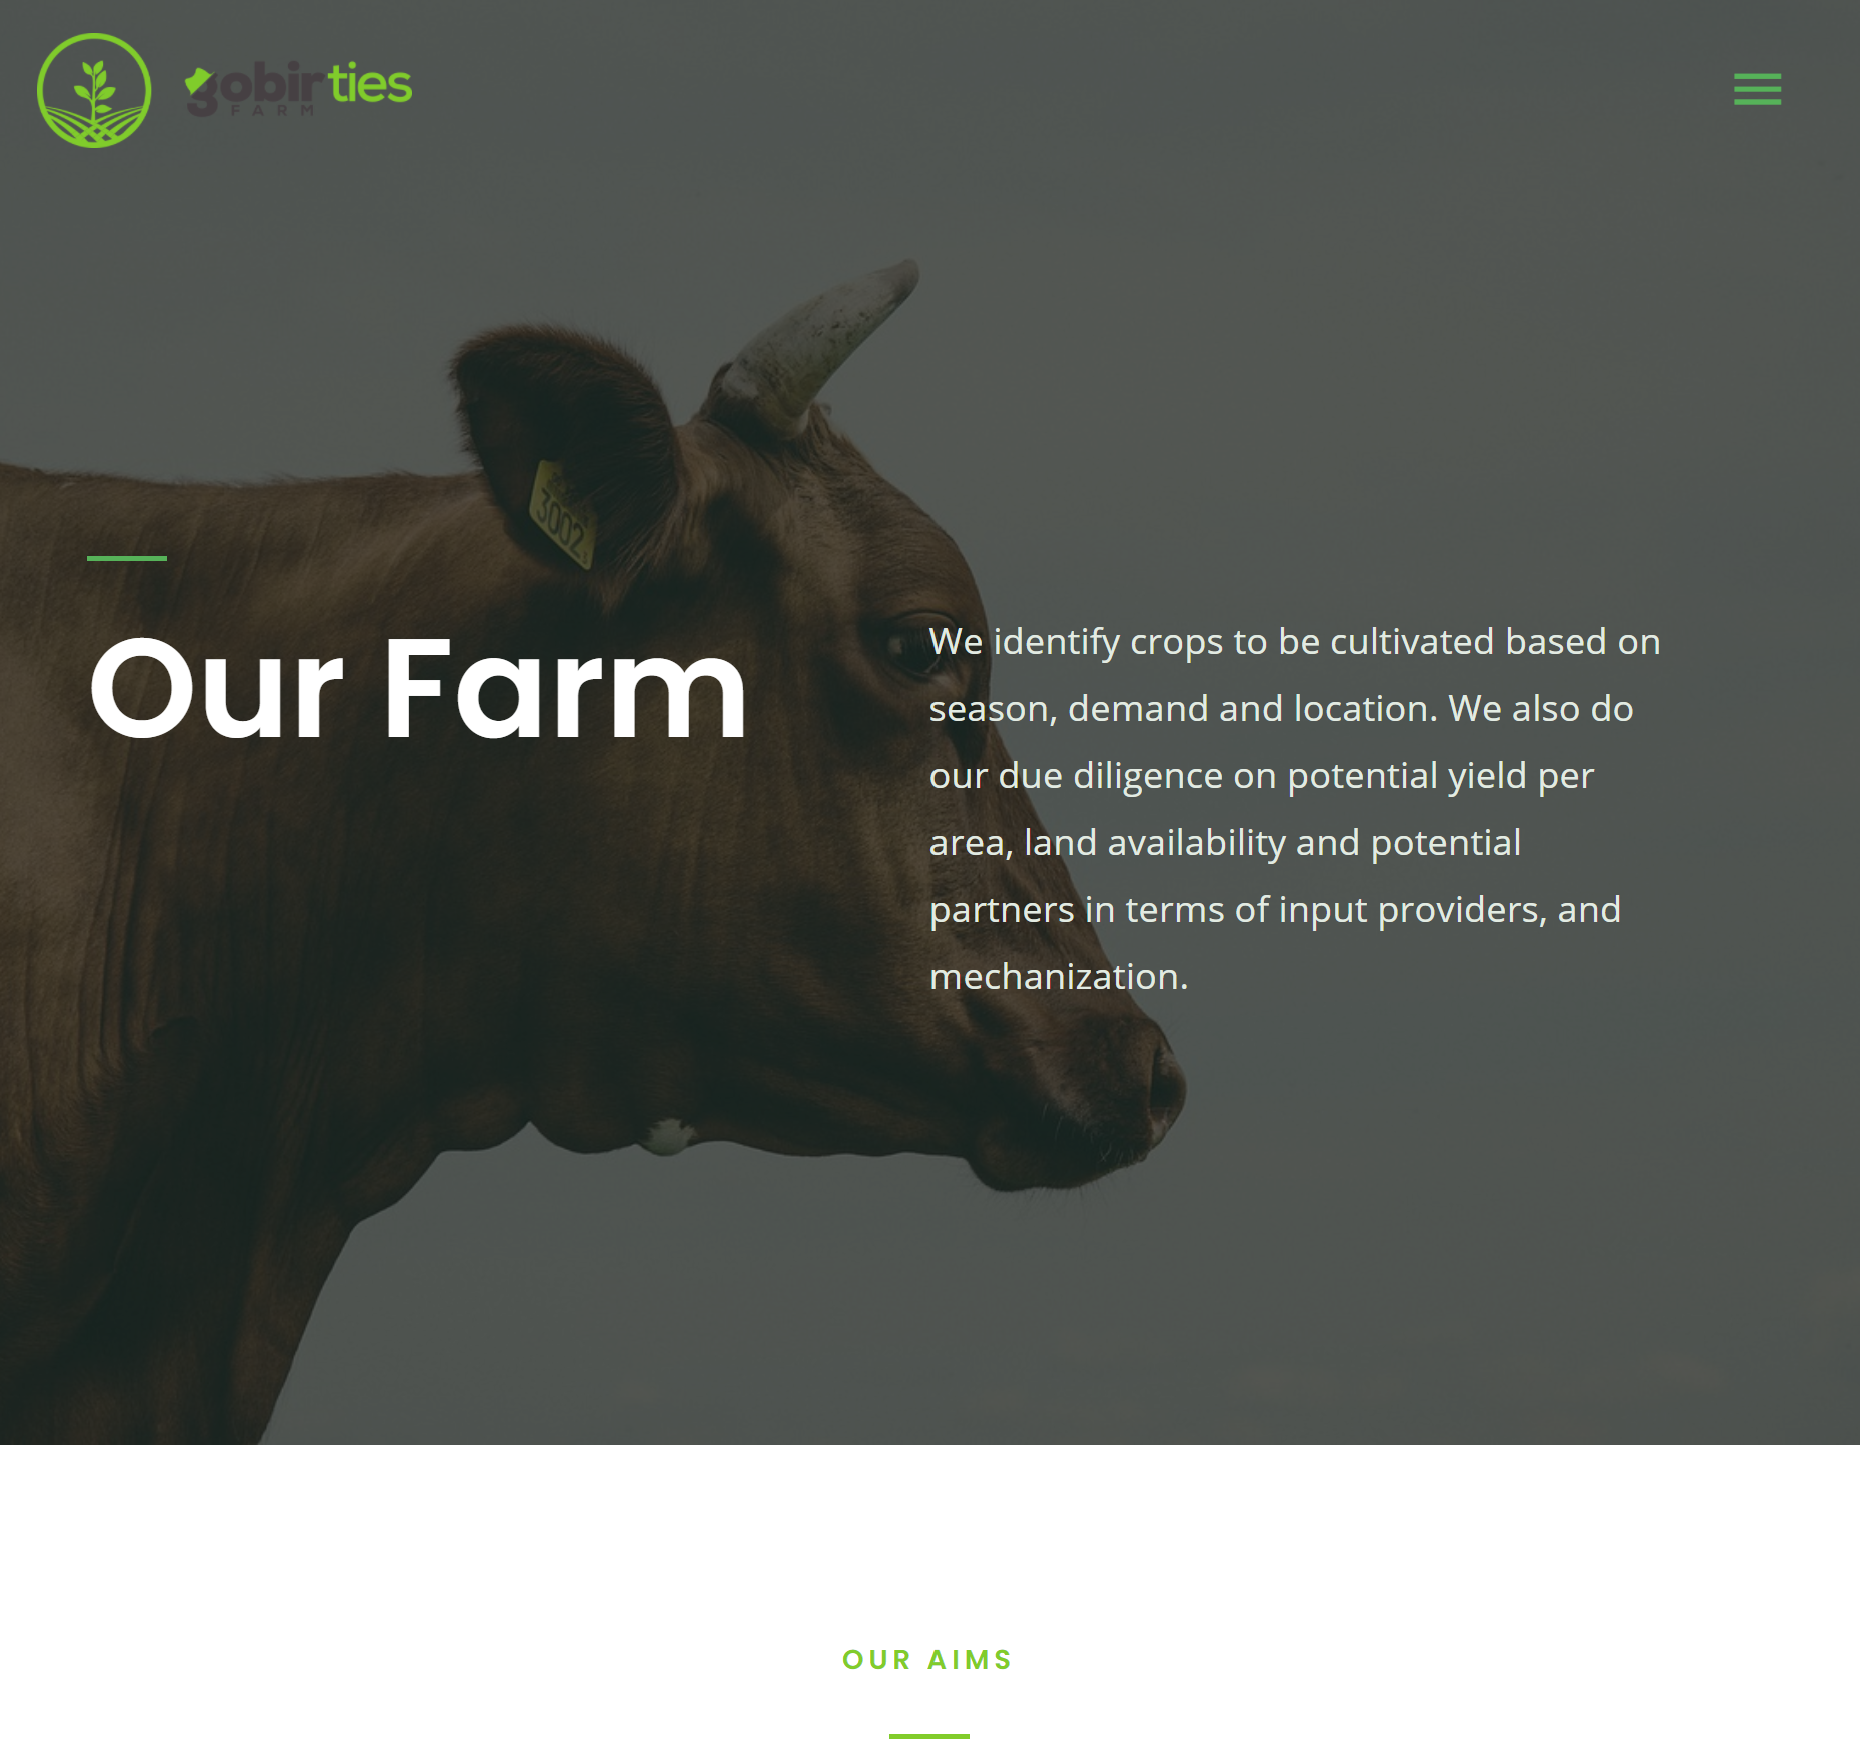 gobirties
FARM
3002
Our Farm
We identify crops to be cultivated based on
season, demand and location. We also do
our due diligence on potential yield per
area, land availability and potential
partners in terms of input providers, and
mechanization.
OUR AIMS